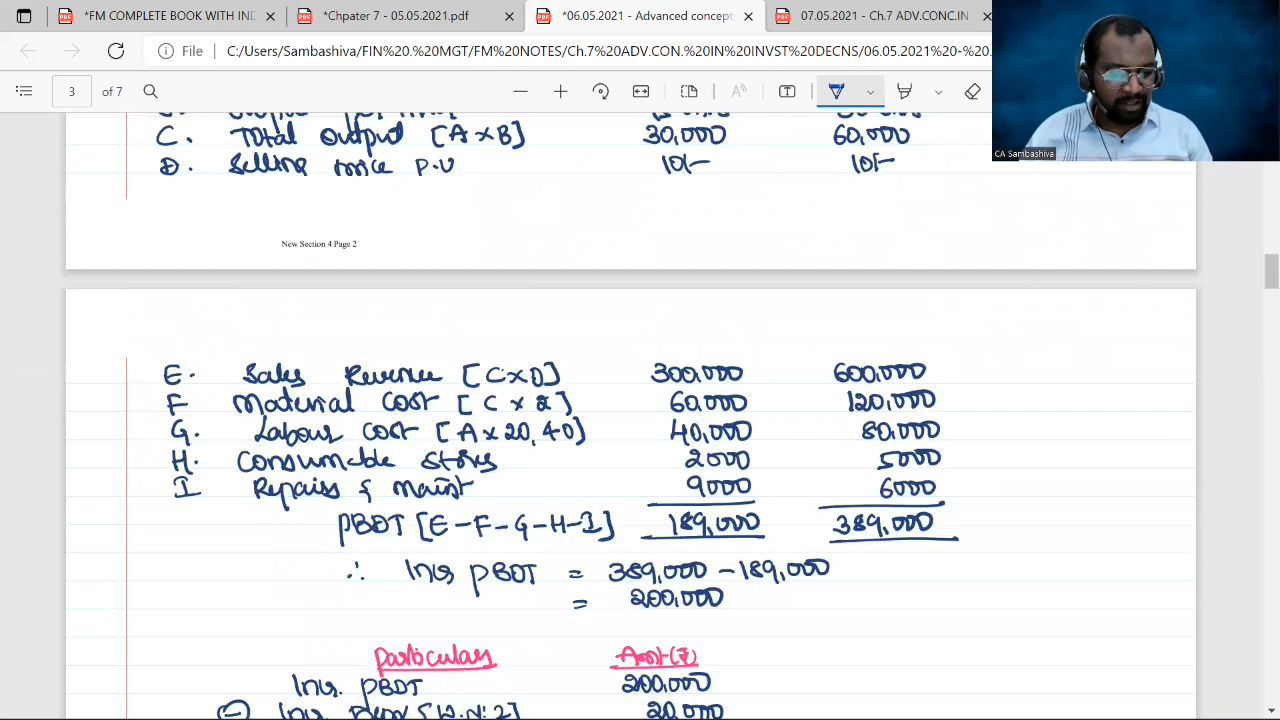 *FM COMPLETE BOOK WITH IND
*Chpater 7 - 05.05.2021.pdf
*06.05.2021 - Advanced concept
07.05.2021 - Ch.7 ADV.CONC.IN
File C:/Users/Sambashiva/FIN%20.%20MGT/FM%20NOTES/Ch.7%20ADV.CON.%20IN%20INVST%20DECNS/06.05.2021%20-%20
3 of 7
CA Sambashiva
C. Total output [A×B] 30,000 60,000
D. Selling price P.U 10/- 10/-
New Section 4 Page 2
E. Sales Revenue [C×D] 300,000 600,000
F Material cost [C × 2] 60,000 120,000
G. Labour cost [A×20,40] 40,000 80,000
H. Consumable stores 2000 5000
I Repairs & Maint 9000 6000
PBDT [E-F-G-H-I] 189,000 389,000
∴ Incr PBDT = 389,000 - 189,000
= 200,000
Particulars Amt(₹)
Incr. PBDT 200,000
(-) Incr. Depn [W.N:2] 20,000